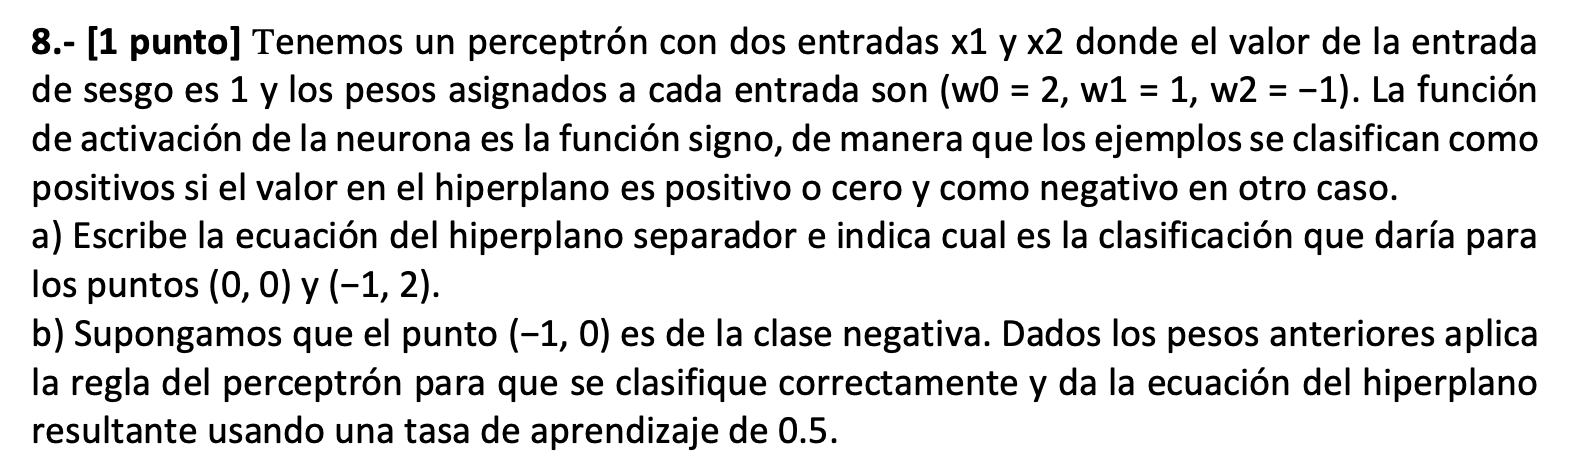 8.- [1 punto] Tenemos un perceptrón con dos entradas x1 y x2 donde el valor de la entrada
de sesgo es 1 y los pesos asignados a cada entrada son (w0 = 2, w1 = 1, w2 = −1). La función
de activación de la neurona es la función signo, de manera que los ejemplos se clasifican como
positivos si el valor en el hiperplano es positivo o cero y como negativo en otro caso.
a) Escribe la ecuación del hiperplano separador e indica cual es la clasificación que daría para
los puntos (0, 0) y (−1, 2).
b) Supongamos que el punto (−1, 0) es de la clase negativa. Dados los pesos anteriores aplica
la regla del perceptrón para que se clasifique correctamente y da la ecuación del hiperplano
resultante usando una tasa de aprendizaje de 0.5.